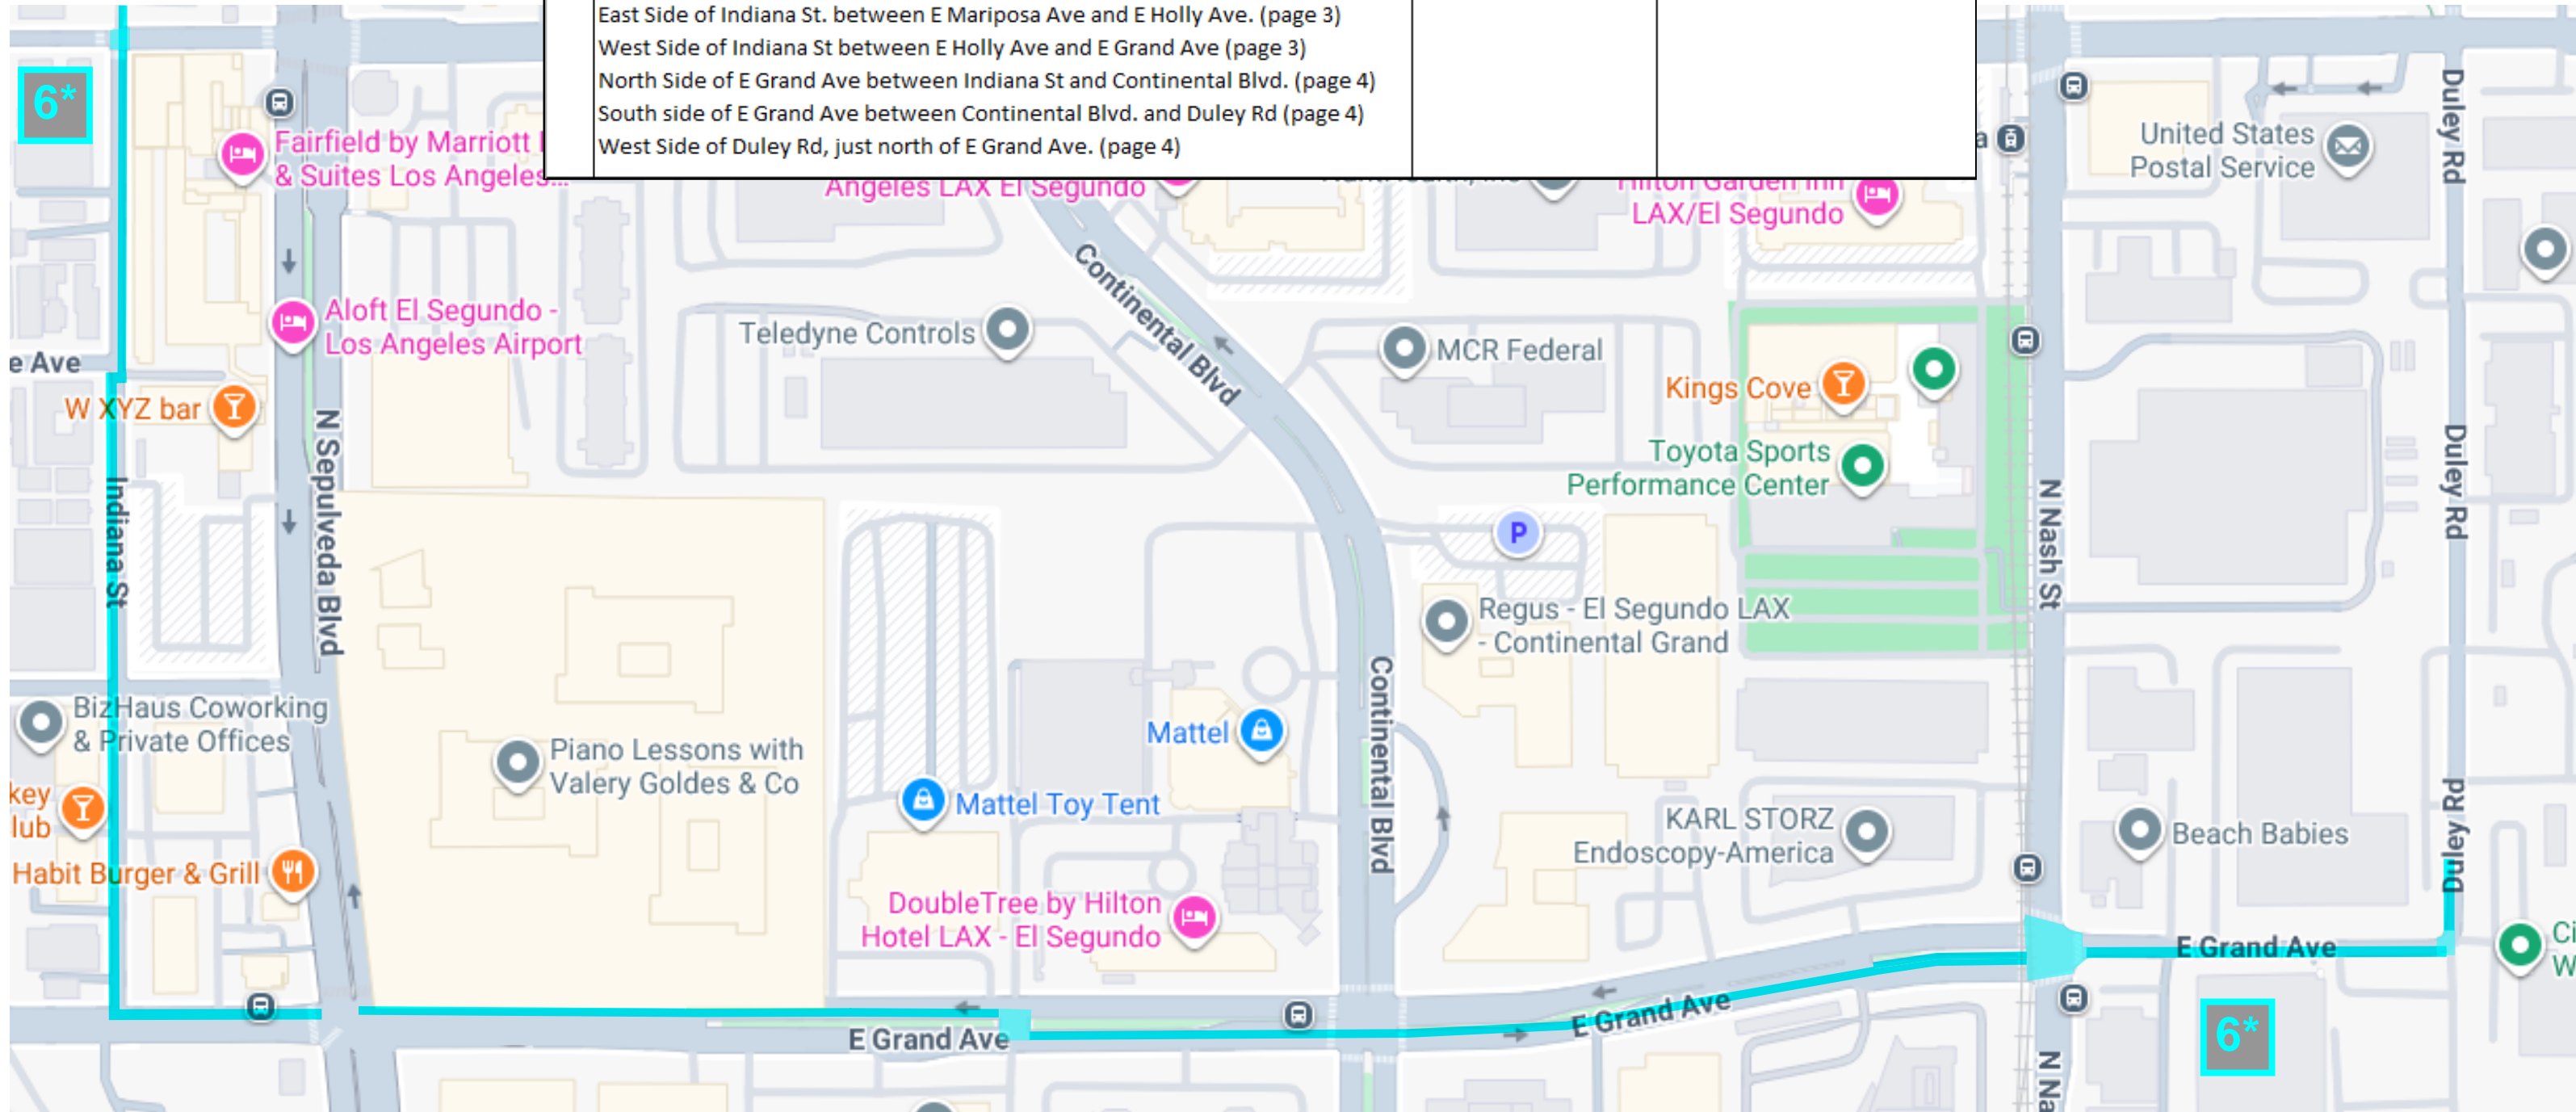 East Side of Indiana St. between E Mariposa Ave and E Holly Ave. (page 3)
West Side of Indiana St between E Holly Ave and E Grand Ave (page 3)
North Side of E Grand Ave between Indiana St and Continental Blvd. (page 4)
South side of E Grand Ave between Continental Blvd. and Duley Rd (page 4)
West Side of Duley Rd, just north of E Grand Ave. (page 4)
6*
Fairfield by Marriott
& Suites Los Angeles...
Angeles LAX El Segundo
Hilton Garden Inn
LAX/El Segundo
a
United States
Postal Service
Duley Rd
Continental Blvd
Aloft El Segundo -
Los Angeles Airport
Teledyne Controls
MCR Federal
e Ave
W XYZ bar
Kings Cove
Toyota Sports
Performance Center
N Sepulveda Blvd
Indiana St
Duley Rd
N Nash St
P
Regus - El Segundo LAX
- Continental Grand
BizHaus Coworking
& Private Offices
Piano Lessons with
Valery Goldes & Co
Mattel
Mattel Toy Tent
Continental Blvd
key
lub
KARL STORZ
Endoscopy-America
Beach Babies
Duley Rd
Habit Burger & Grill
DoubleTree by Hilton
Hotel LAX - El Segundo
E Grand Ave
Ci
W
E Grand Ave
E Grand Ave
6*
N Na